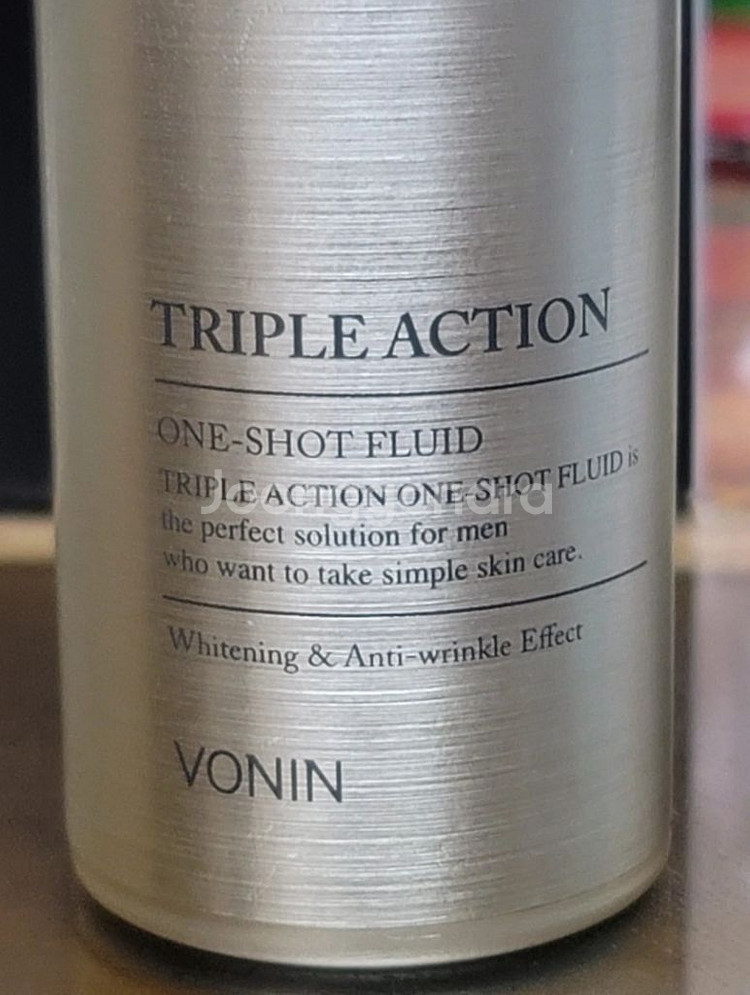 TRIPLE ACTION
ONE-SHOT FLUID
TRIPLE ACTION ONE-SHOT FLUID is
the perfect solution for men
who want to take simple skin care.
Whitening & Anti-wrinkle Effect
VONIN